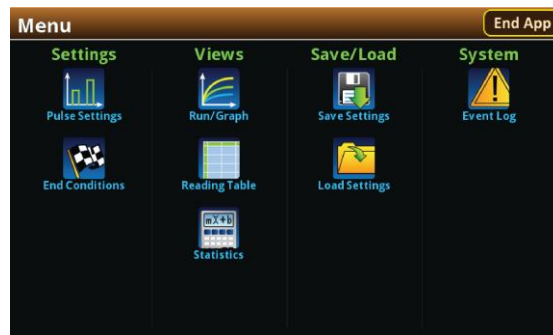 Menu
End App
Settings
Views
Save/Load
System
Pulse Settings
Run/Graph
Save Settings
Event Log
End Conditions
Reading Table
Load Settings
mX+b
Statistics